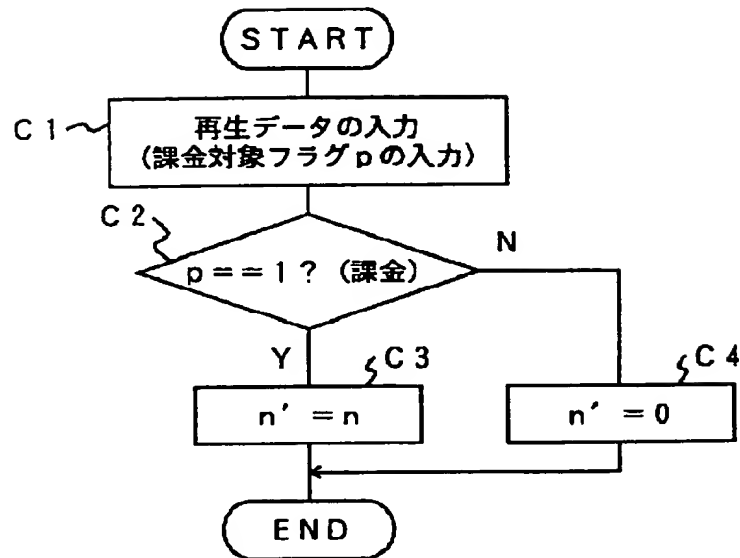 START
C1
再生データの入力
(課金対象フラグpの入力)
C2
p==1?(課金)
N
Y
C3
C4
n'=n
n'=0
END